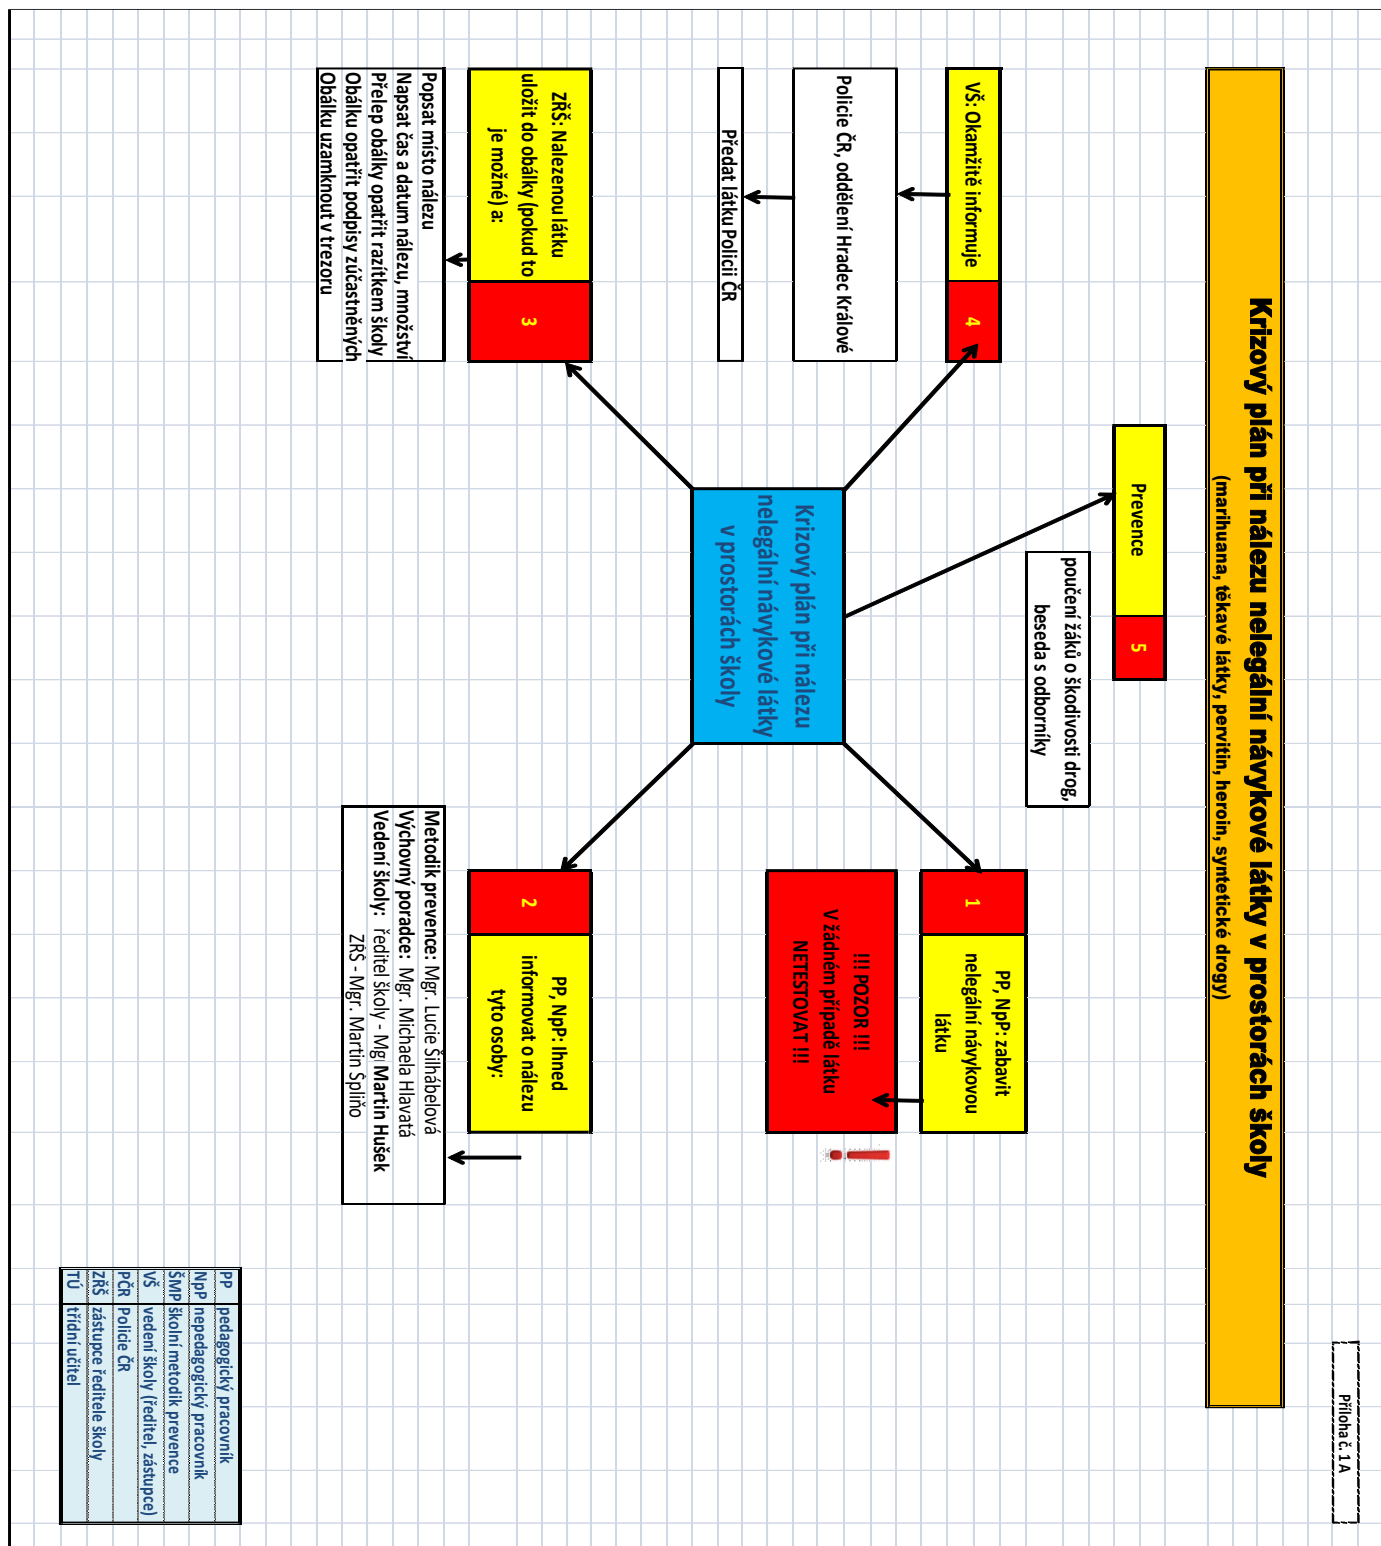 Příloha č. 1 A
Krizový plán při nálezu nelegální návykové látky v prostorách školy
(marihuana, těkavé látky, pervitin, heroin, syntetické drogy)
Prevence
5
poučení žáků o škodivosti drog,
beseda s odborníky
VŠ: Okamžitě informuje
4
Policie ČR, oddělení Hradec Králové
Předat látku Policii ČR
1
PP, NpP: zabavit
nelegální návykovou
látku
!!! POZOR !!!
V žádném případě látku
NETESTOVAT !!!
Krizový plán při nálezu
nelegální návykové látky
v prostorách školy
ZŘŠ: Nalezenou látku
uložit do obálky (pokud to
je možné) a:
3
Popsat místo nálezu
Napsat čas a datum nálezu, množství
Přelep obálky opatřit razítkem školy
Obálku opatřit podpisy zúčastněných
Obálku uzamknout v trezoru
2
PP, NpP: Ihned
informovat o nálezu
tyto osoby:
Metodik prevence: Mgr. Lucie Šilhábelová
Výchovný poradce: Mgr. Michaela Hlavatá
Vedení školy: ředitel školy - Mgr Martin Hušek
ZŘŠ - Mgr. Martin Špliňo
PP pedagogický pracovník
NpP nepedagogický pracovník
ŠMP školní metodik prevence
VŠ vedení školy (ředitel, zástupce)
PČR Policie ČR
ZŘŠ zástupce ředitele školy
TÚ třídní učitel